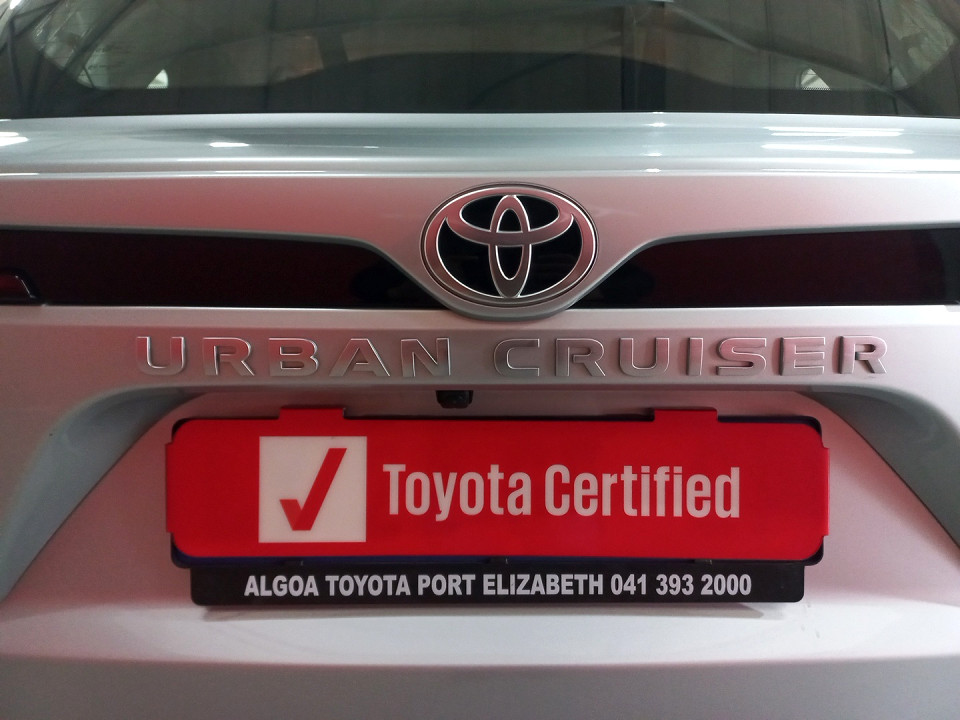 URBAN CRUISER
Toyota Certified
ALGOA TOYOTA PORT ELIZABETH 041 393 2000